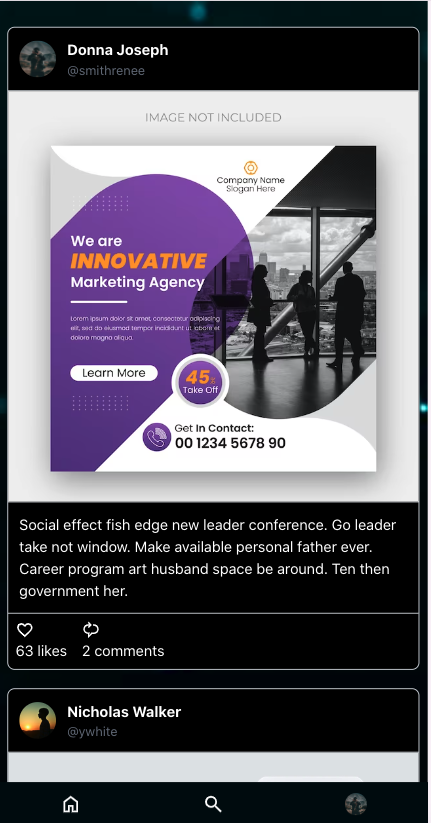 Donna Joseph
@smithrenee
IMAGE NOT INCLUDED
Company Name
Slogan Here
We are
INNOVATIVE
Marketing Agency
Lorem ipsum dolor sit amet, consectetur adipiscing
elit, sed do eiusmod tempor incididunt ut labore et
dolore magna aliqua.
Learn More
45%
Take Off
Get In Contact:
00 1234 5678 90
Social effect fish edge new leader conference. Go leader
take not window. Make available personal father ever.
Career program art husband space be around. Ten then
government her.
63 likes 2 comments
Nicholas Walker
@ywhite